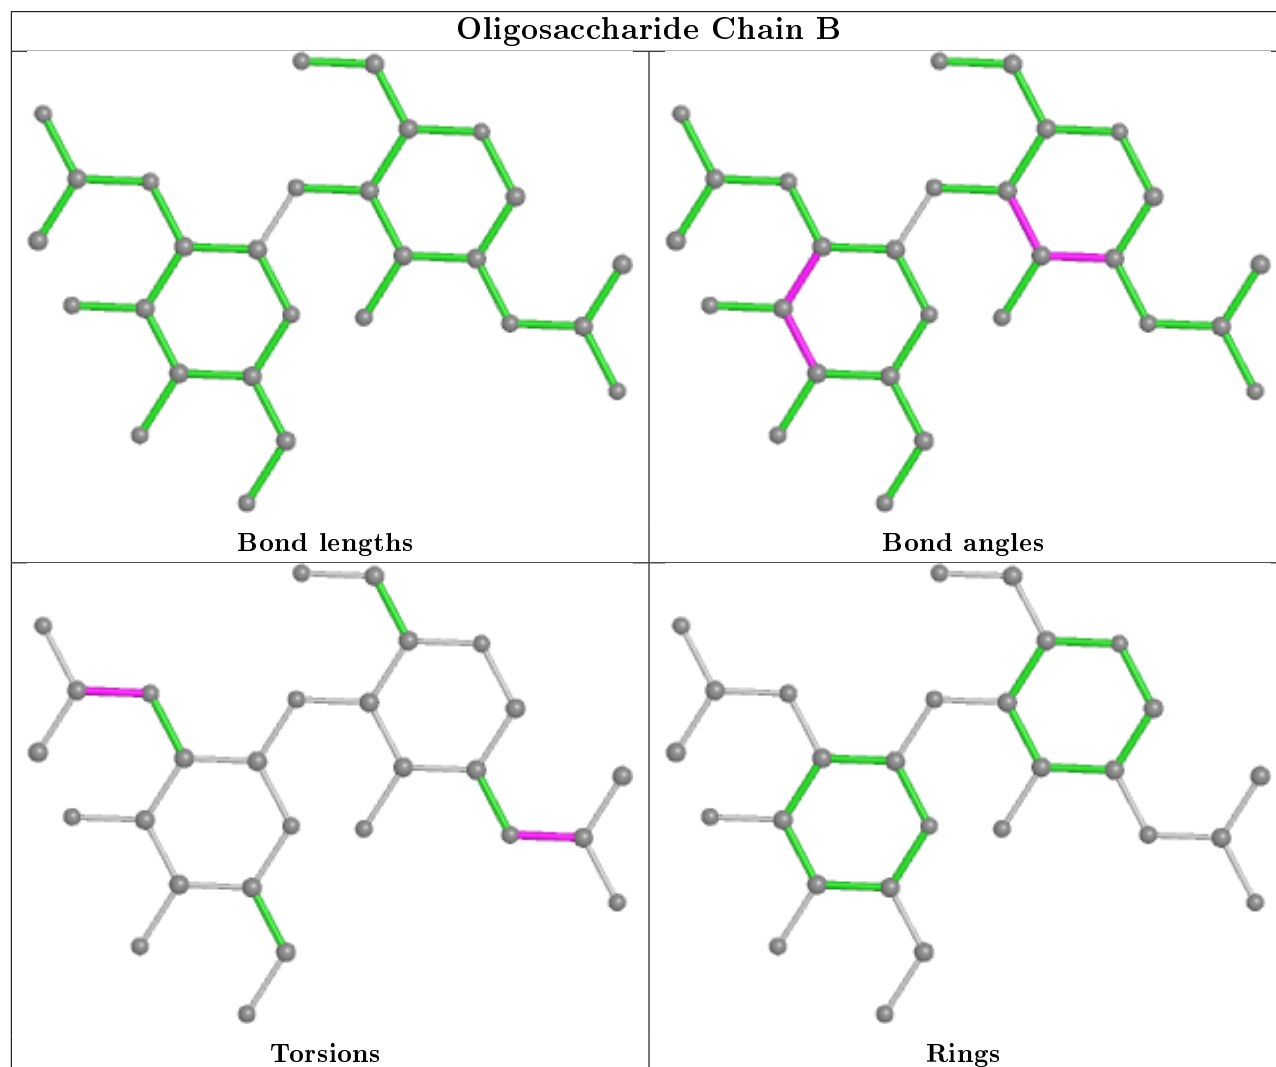 Oligosaccharide Chain B
Bond lengths
Bond angles
Torsions
Rings